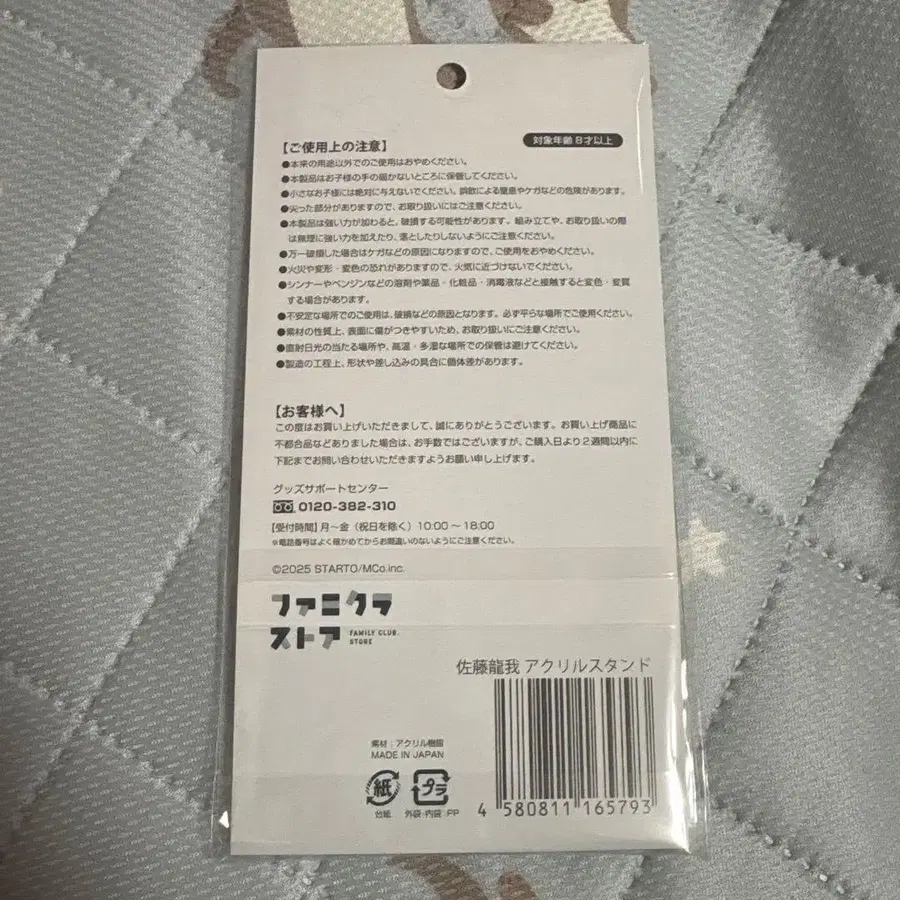 【ご使用上の注意】
対象年齢8才以上
●本来の用途以外でのご使用はおやめください。
●本製品はお子様の手の届かないところに保管してください。
●小さなお子様には絶対に与えないでください。誤飲による窒息やケガなどの危険があります。
●尖った部分がありますので、お取り扱いにはご注意ください。
●本製品は強い力が加わると、破損する可能性があります。組み立てや、お取り扱いの際
は無理に強い力を加えたり、落としたりしないようにご注意ください。
●万一破損した場合はケガなどの原因になりますので、ご使用をおやめください。
●火災や変形・変色の恐れがありますので、火気に近づけないでください。
●シンナーやベンジンなどの溶剤や薬品・化粧品・消毒液などと接触すると変色・変質
する場合があります。
●不安定な場所でのご使用は、破損などの原因となります。必ず平らな場所でご使用ください。
●素材の性質上、表面に傷がつきやすいため、お取り扱いにご注意ください。
●直射日光の当たる場所や、高温・多湿な場所での保管は避けてください。
●製造の工程上、形状や差し込みの具合に個体差があります。
【お客様へ】
この度はお買い上げいただきまして、誠にありがとうございます。お買い上げ商品に
不都合品などありました場合は、お手数ではございますが、ご購入日より2週間以内に
下記までお問い合わせいただきますようお願い申し上げます。
グッズサポートセンター
0120-382-310
【受付時間】月〜金（祝日を除く）10:00〜18:00
※電話番号はよく確かめてからお間違いのないようにご注意ください。
©2025 STARTO/MCo.inc.
ファミクラ
ストア FAMILY CLUB STORE
佐藤龍我 アクリルスタンド
素材：アクリル樹脂
MADE IN JAPAN
紙 プラ
台紙 外袋・内袋:PP
4 580811 165793